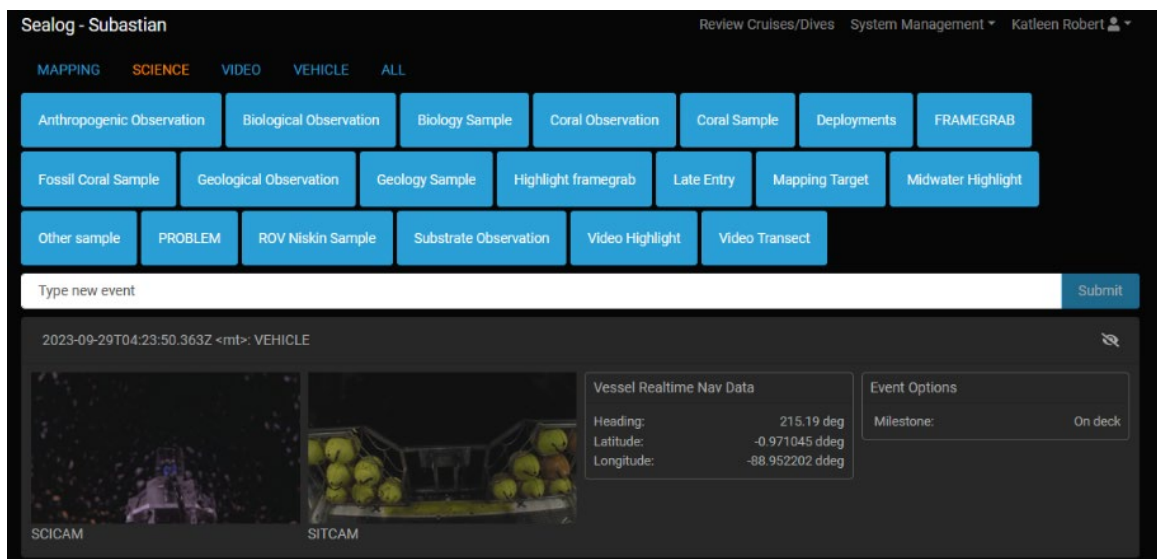 Sealog - Subastian Review Cruises/Dives System Management Katleen Robert
MAPPING SCIENCE VIDEO VEHICLE ALL
Anthropogenic Observation Biological Observation Biology Sample Coral Observation Coral Sample Deployments FRAMEGRAB
Fossil Coral Sample Geological Observation Geology Sample Highlight framegrab Late Entry Mapping Target Midwater Highlight
Other sample PROBLEM ROV Niskin Sample Substrate Observation Video Highlight Video Transect
Type new event Submit
2023-09-29T04:23:50.363Z <mt>: VEHICLE
Vessel Realtime Nav Data Event Options
Heading: 215.19 deg Milestone: On deck
Latitude: -0.971045 ddeg
Longitude: -88.952202 ddeg
SCICAM SITCAM